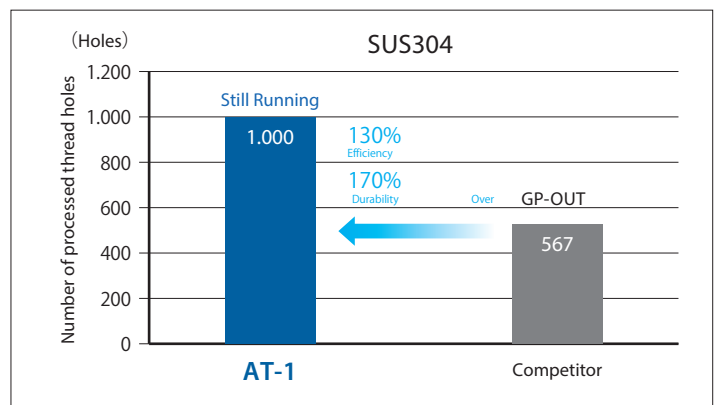 (Holes)
SUS304
Number of processed thread holes
1.200
1.000
800
600
400
200
0
Still Running
1.000
130%
Efficiency
170%
Durability
Over
GP-OUT
567
AT-1
Competitor